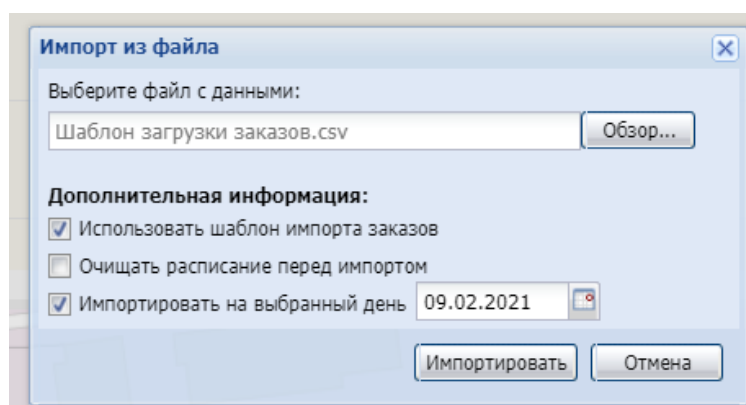 Импорт из файла
Выберите файл с данными:
Шаблон загрузки заказов.csv Обзор...
Дополнительная информация:
Использовать шаблон импорта заказов
Очищать расписание перед импортом
Импортировать на выбранный день 09.02.2021
Импортировать Отмена